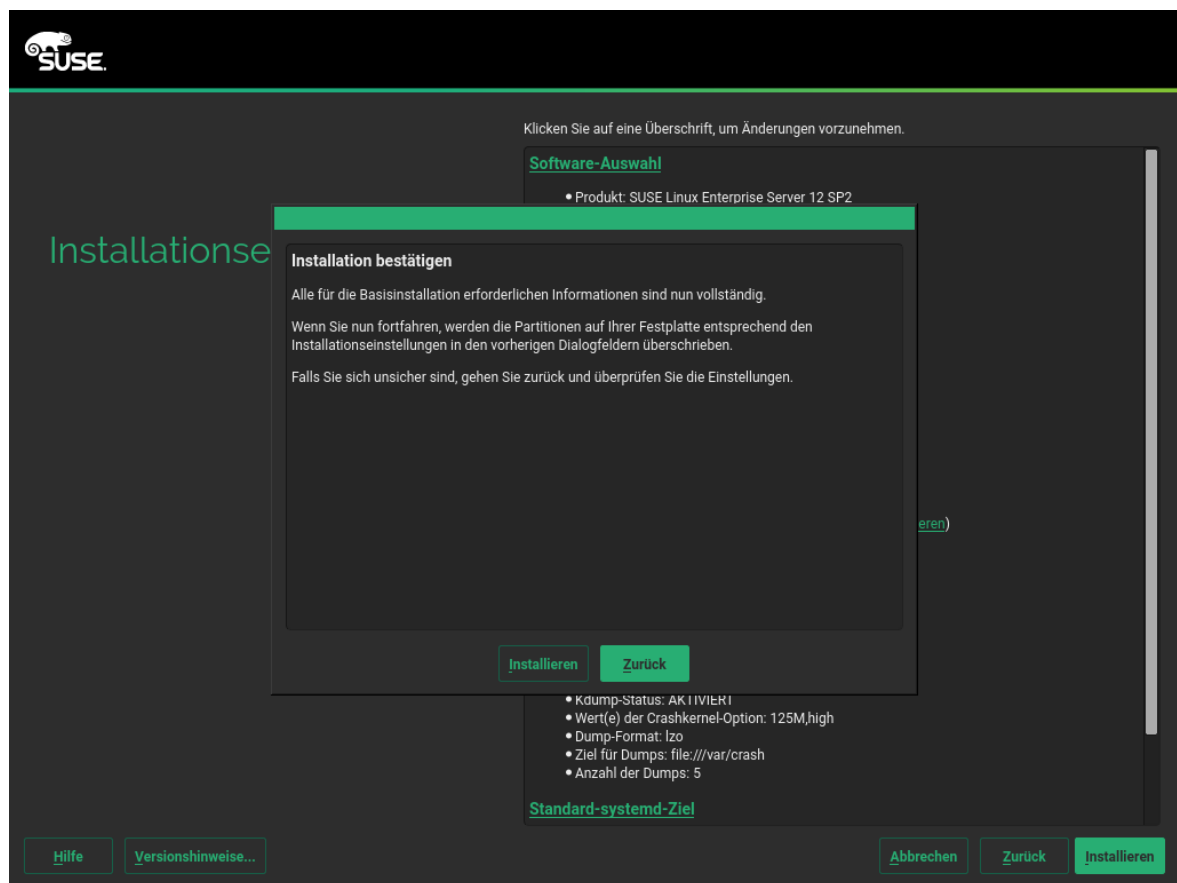 SUSE.
Klicken Sie auf eine Überschrift, um Änderungen vorzunehmen.
Software-Auswahl
• Produkt: SUSE Linux Enterprise Server 12 SP2
Installationse
Installation bestätigen
Alle für die Basisinstallation erforderlichen Informationen sind nun vollständig.
Wenn Sie nun fortfahren, werden die Partitionen auf Ihrer Festplatte entsprechend den
Installationseinstellungen in den vorherigen Dialogfeldern überschrieben.
Falls Sie sich unsicher sind, gehen Sie zurück und überprüfen Sie die Einstellungen.
eren)
Installieren
Zurück
• Kdump-Status: AKTIVIERT
• Wert(e) der Crashkernel-Option: 125M,high
• Dump-Format: lzo
• Ziel für Dumps: file:///var/crash
• Anzahl der Dumps: 5
Standard-systemd-Ziel
Hilfe
Versionshinweise...
Abbrechen
Zurück
Installieren